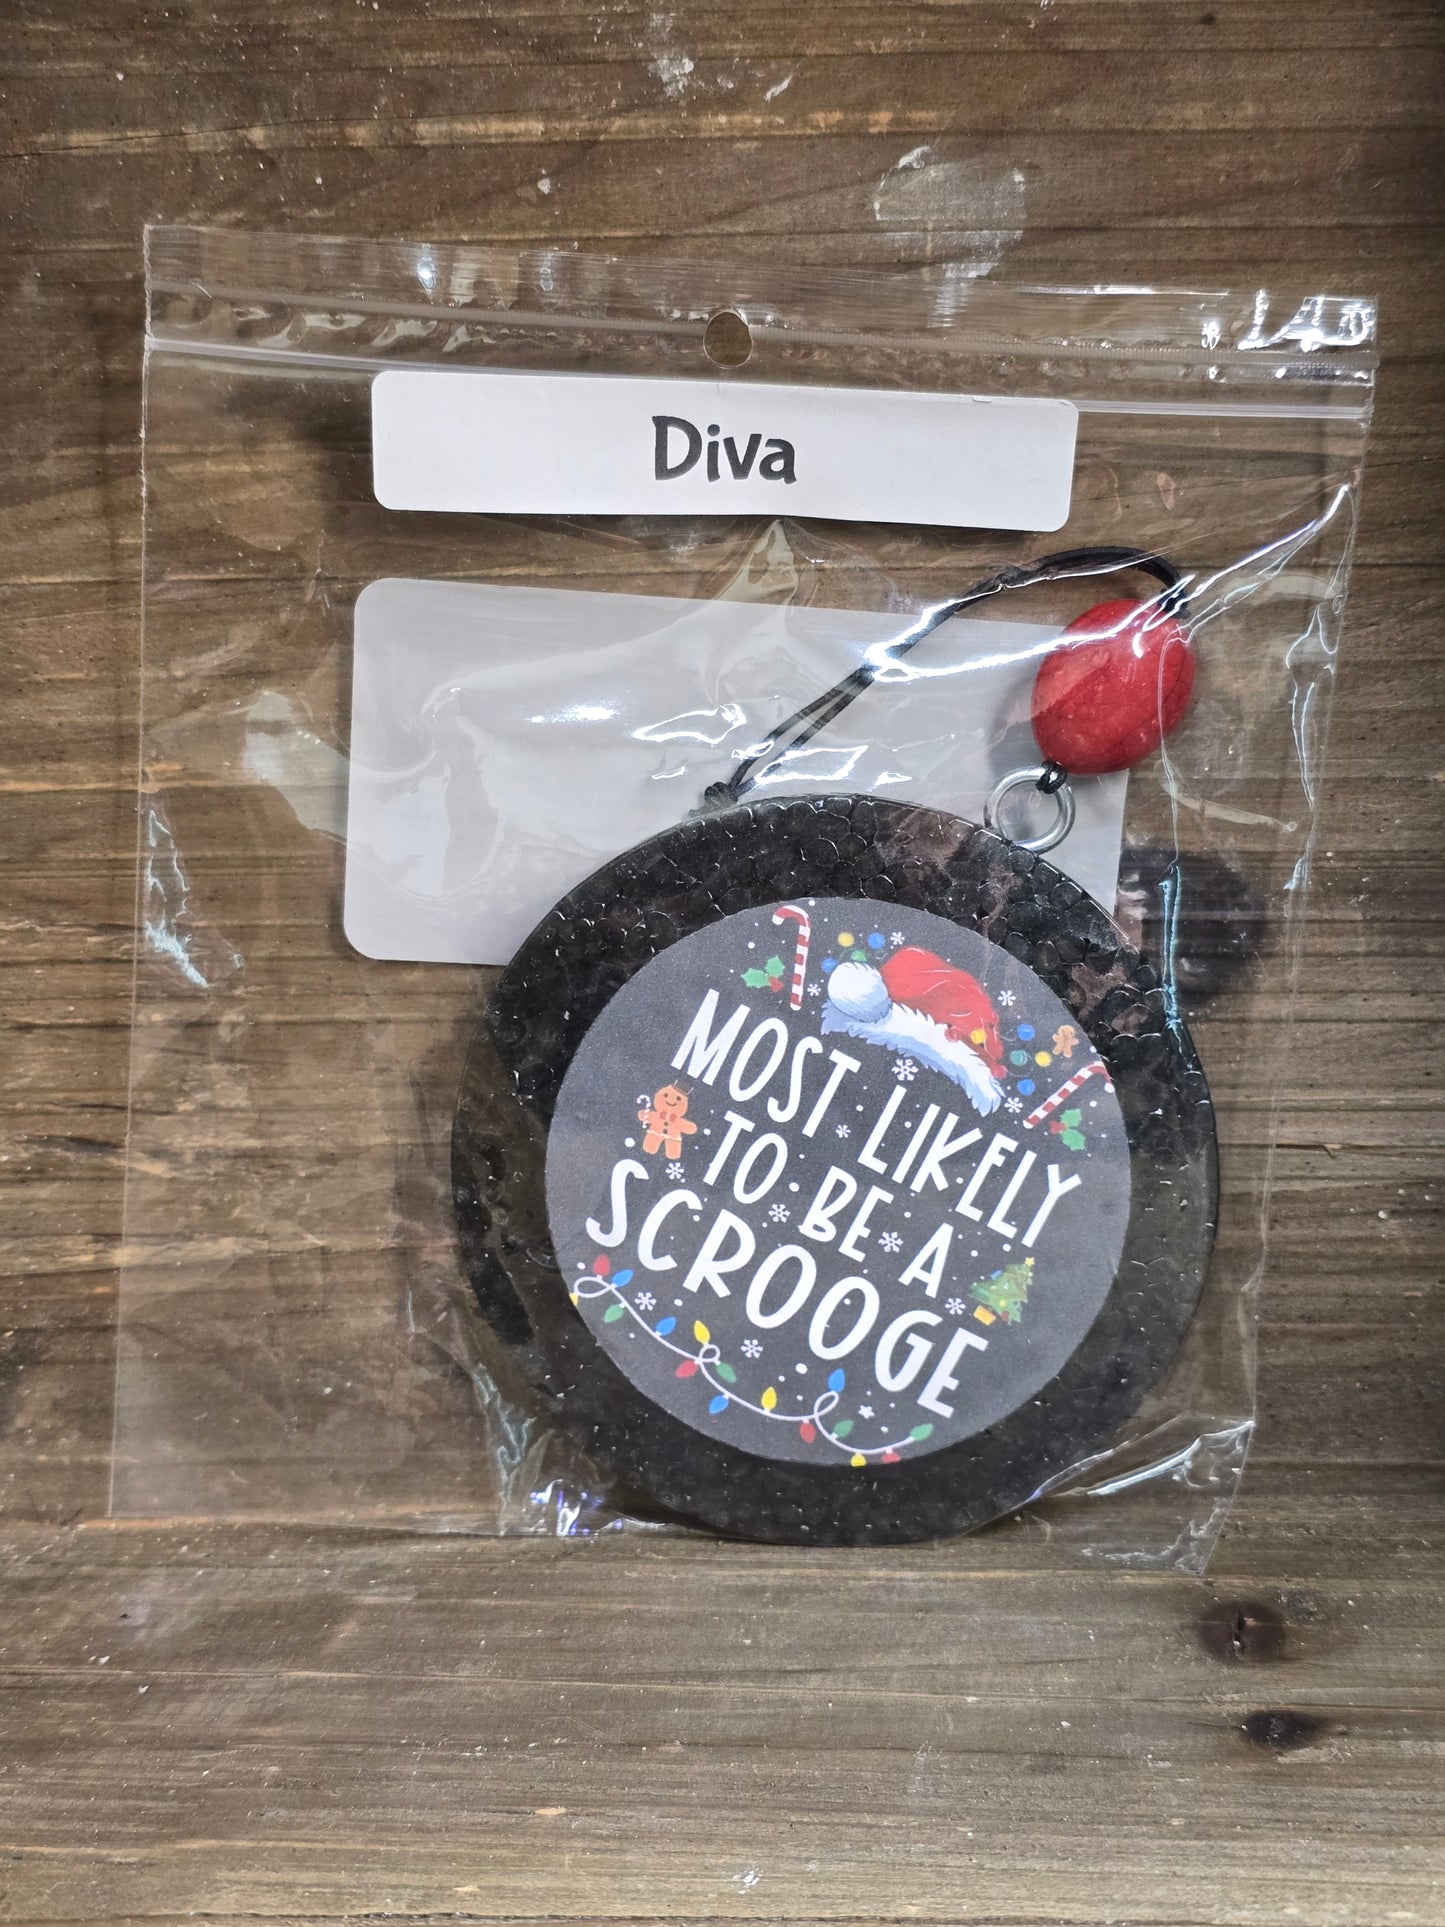 Diva
MOST LIKELY
TO BE A
SCROOGE